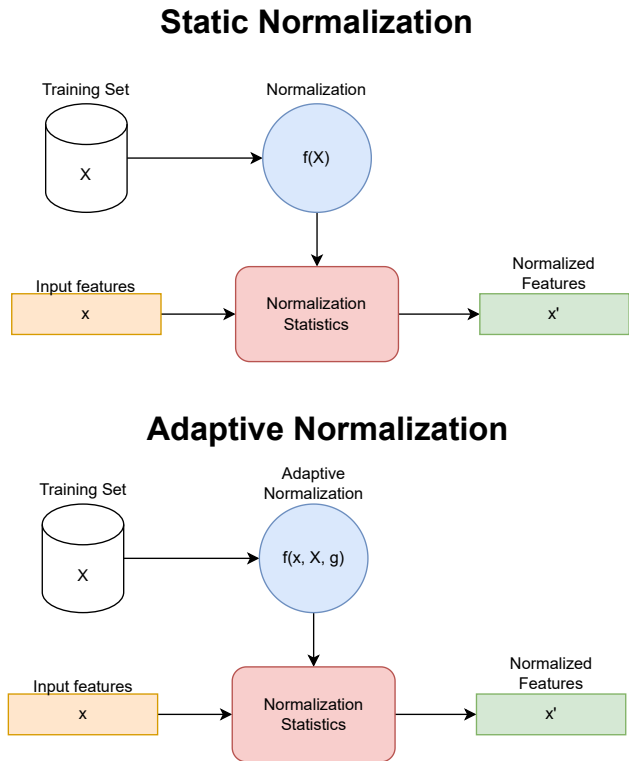 Static Normalization
Training Set
Normalization
X
f(X)
Input features
x
Normalization
Statistics
Normalized
Features
x'
Adaptive Normalization
Training Set
Adaptive
Normalization
X
f(x, X, g)
Input features
x
Normalization
Statistics
Normalized
Features
x'